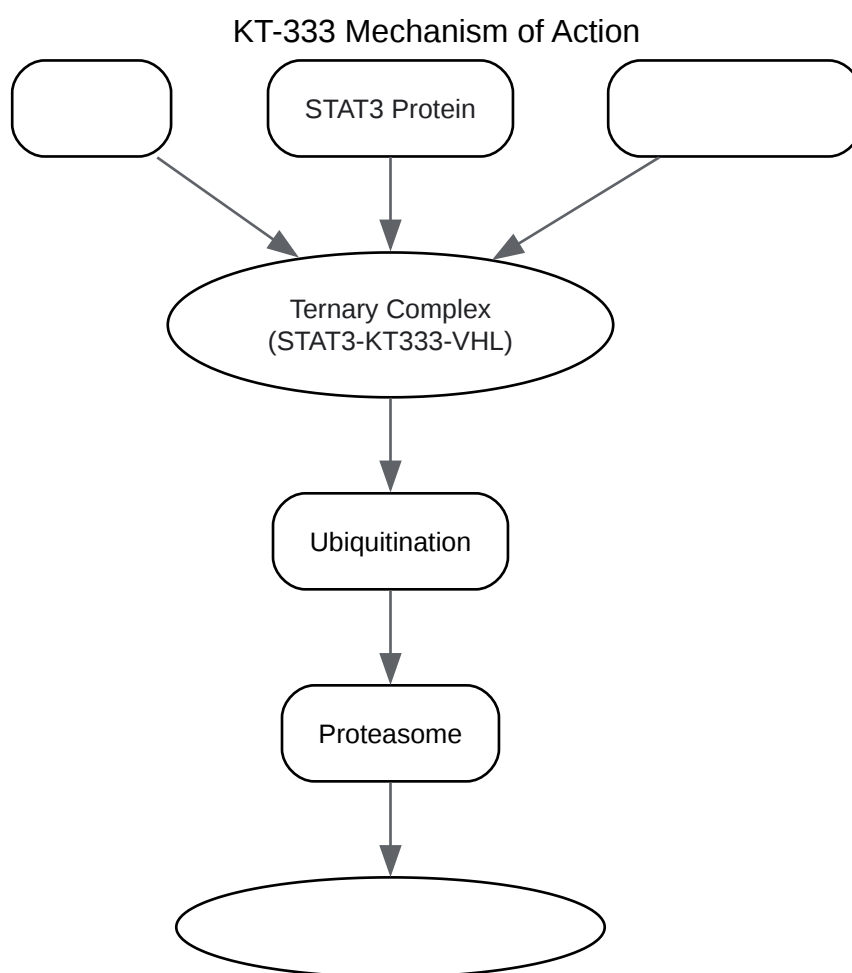 KT-333 Mechanism of Action
STAT3 Protein
Ternary Complex
(STAT3-KT333-VHL)
Ubiquitination
Proteasome